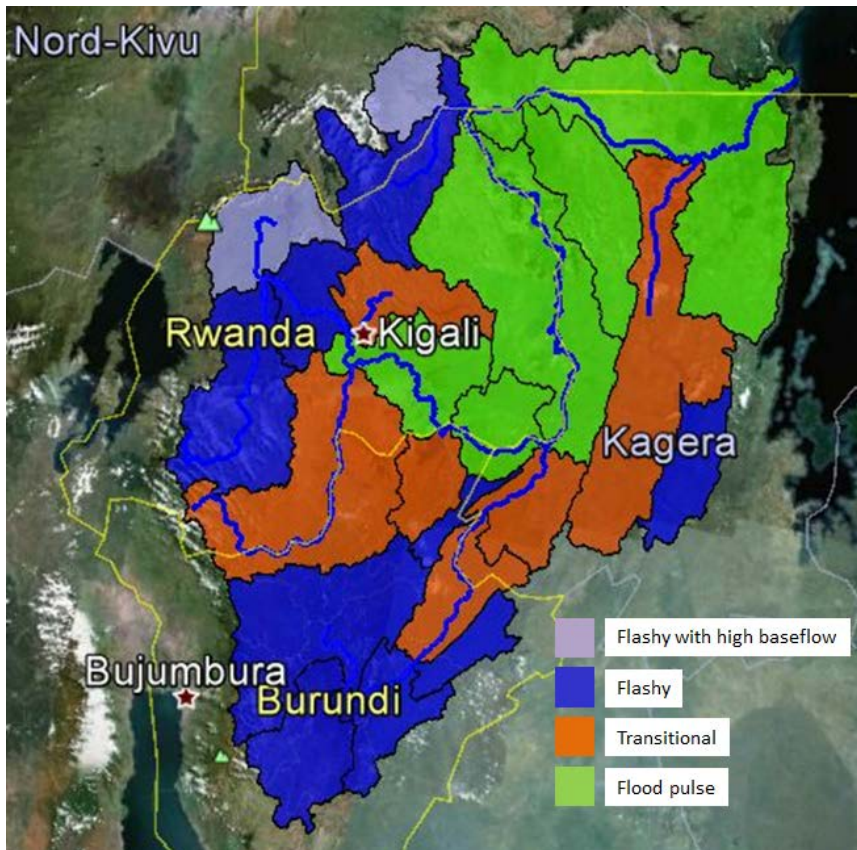 Nord-Kivu
Rwanda
Kigali
Kagera
Bujumbura
Burundi
Flashy with high baseflow
Flashy
Transitional
Flood pulse